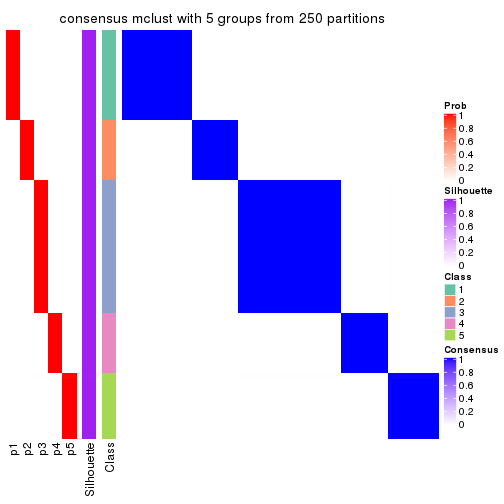 consensus mclust with 5 groups from 250 partitions
Prob
1
0.8
0.6
0.4
0.2
0
Silhouette
1
0.8
0.6
0.4
0.2
0
Class
1
2
3
4
5
Consensus
1
0.8
0.6
0.4
0.2
0
p1
p2
p3
p4
p5
Silhouette
Class